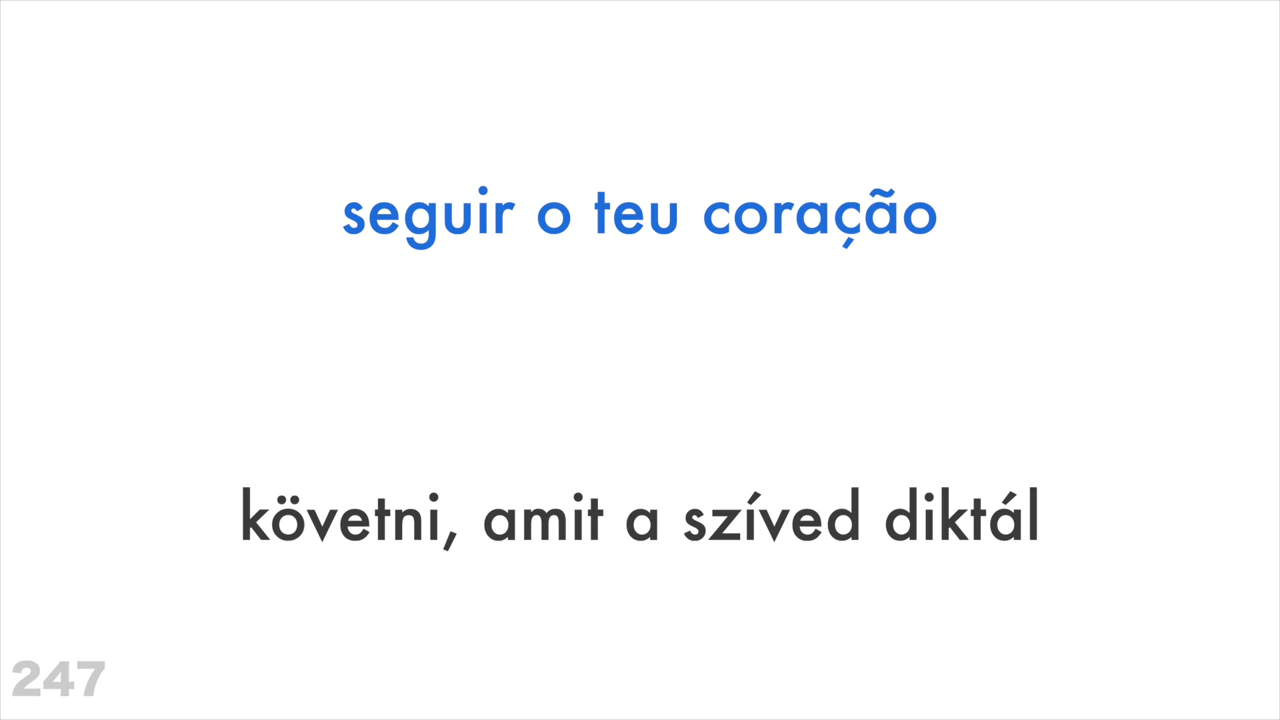 seguir o teu coração
követni, amit a szíved diktál
247